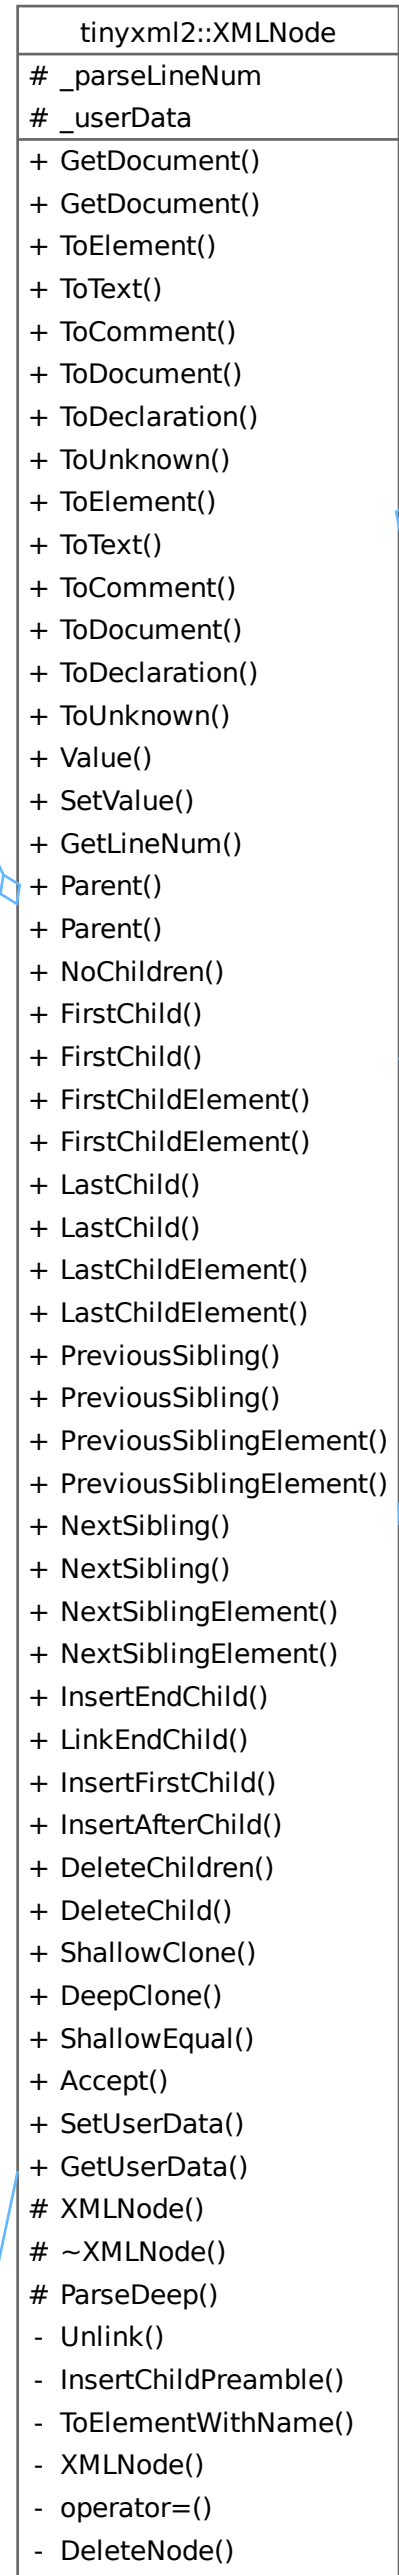 tinyxml2::XMLNode
# _parseLineNum
# _userData
+ GetDocument()
+ GetDocument()
+ ToElement()
+ ToText()
+ ToComment()
+ ToDocument()
+ ToDeclaration()
+ ToUnknown()
+ ToElement()
+ ToText()
+ ToComment()
+ ToDocument()
+ ToDeclaration()
+ ToUnknown()
+ Value()
+ SetValue()
+ GetLineNum()
+ Parent()
+ Parent()
+ NoChildren()
+ FirstChild()
+ FirstChild()
+ FirstChildElement()
+ FirstChildElement()
+ LastChild()
+ LastChild()
+ LastChildElement()
+ LastChildElement()
+ PreviousSibling()
+ PreviousSibling()
+ PreviousSiblingElement()
+ PreviousSiblingElement()
+ NextSibling()
+ NextSibling()
+ NextSiblingElement()
+ NextSiblingElement()
+ InsertEndChild()
+ LinkEndChild()
+ InsertFirstChild()
+ InsertAfterChild()
+ DeleteChildren()
+ DeleteChild()
+ ShallowClone()
+ DeepClone()
+ ShallowEqual()
+ Accept()
+ SetUserData()
+ GetUserData()
# XMLNode()
# ~XMLNode()
# ParseDeep()
- Unlink()
- InsertChildPreamble()
- ToElementWithName()
- XMLNode()
- operator=()
- DeleteNode()